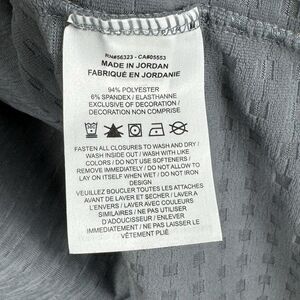 RN#56323 - CA#05553
MADE IN JORDAN
FABRIQUÉ EN JORDANIE
94% POLYESTER
6% SPANDEX / ELASTHANNE
EXCLUSIVE OF DECORATION /
DECORATION NON COMPRISE
FASTEN ALL CLOSURES TO WASH AND DRY /
WASH INSIDE OUT / WASH WITH LIKE
COLORS / DO NOT USE SOFTENERS /
REMOVE IMMEDIATELY / DO NOT ALLOW TO
LAY ON ITSELF WHEN WET / DO NOT IRON
DESIGN
VEUILLEZ BOUCLER TOUTES LES ATTACHES
AVANT DE LAVER ET SÉCHER / LAVER A
L'ENVERS / LAVER AVEC COULEURS
SIMILAIRES / NE PAS UTILISER
D'ADOUCISSEUR / ENLEVER
IMMEDIATEMENT / NE PAS LAISSER LE
VÊTEMENT PLIÉ